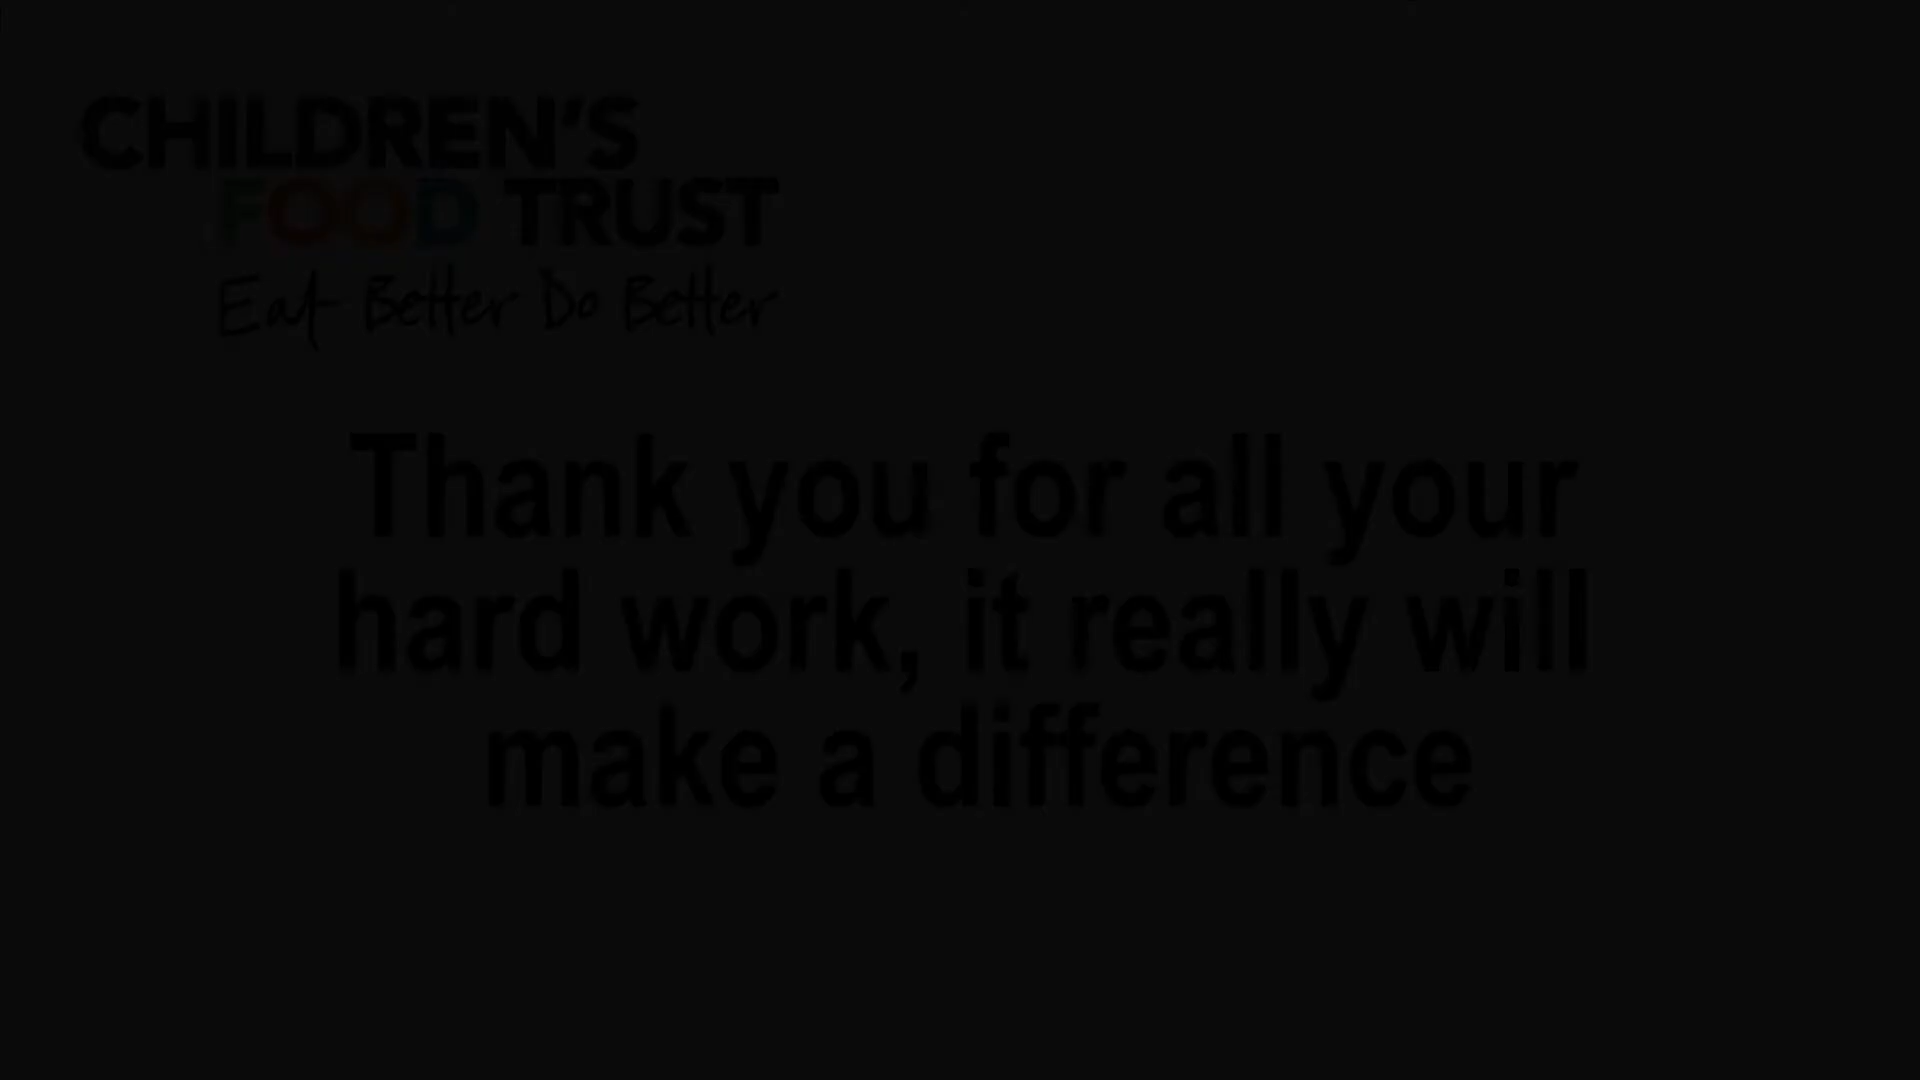 CHILDREN'S
FOOD TRUST
Eat Better Do Better
Thank you for all your
hard work, it really will
make a difference